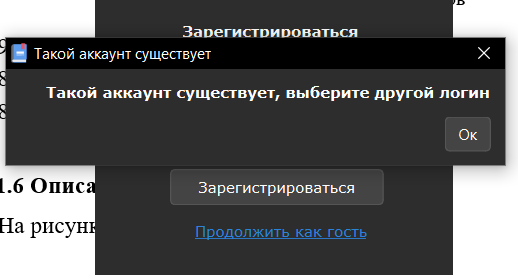 Зарегистрироваться
Такой аккаунт существует
Такой аккаунт существует, выберите другой логин
Ок
Зарегистрироваться
1.6 Описа
На рисунк
Продолжить как гость